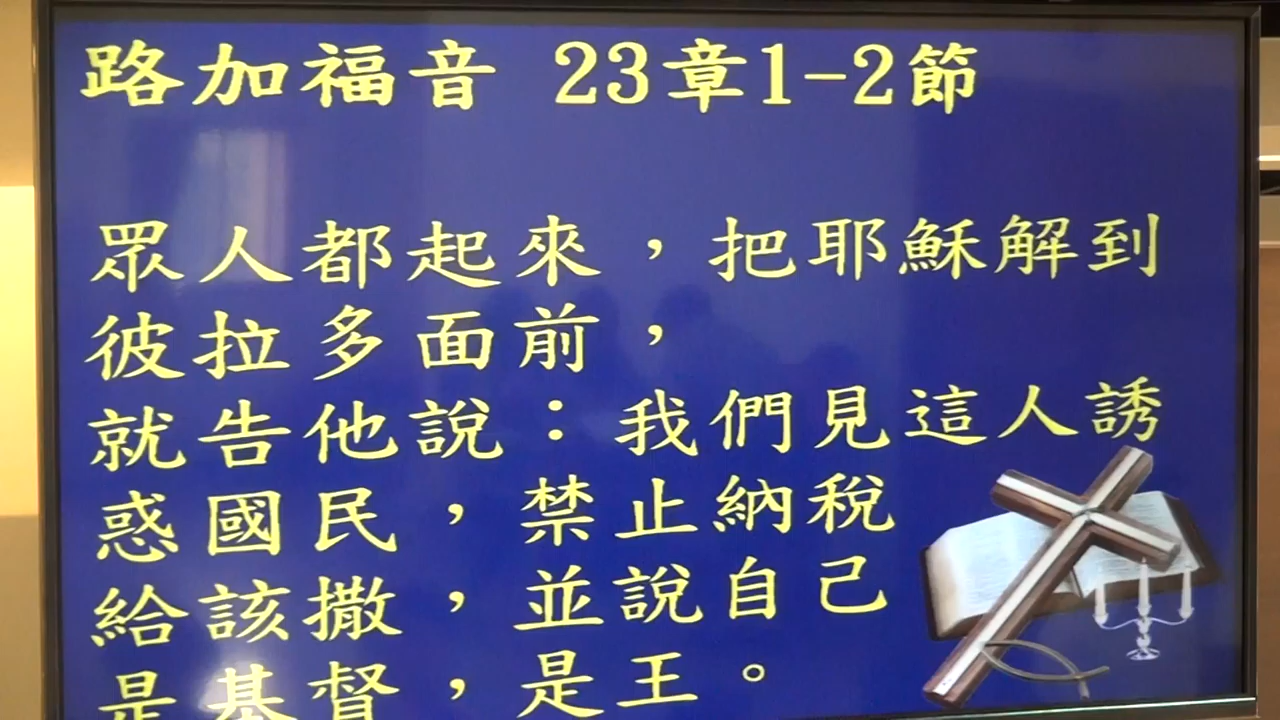 路加福音 23章1-2節
眾人都起來，把耶穌解到
彼拉多面前，
就告他說：我們見這人誘
惑國民，禁止納稅
給該撒，並說自己
是基督，是王。